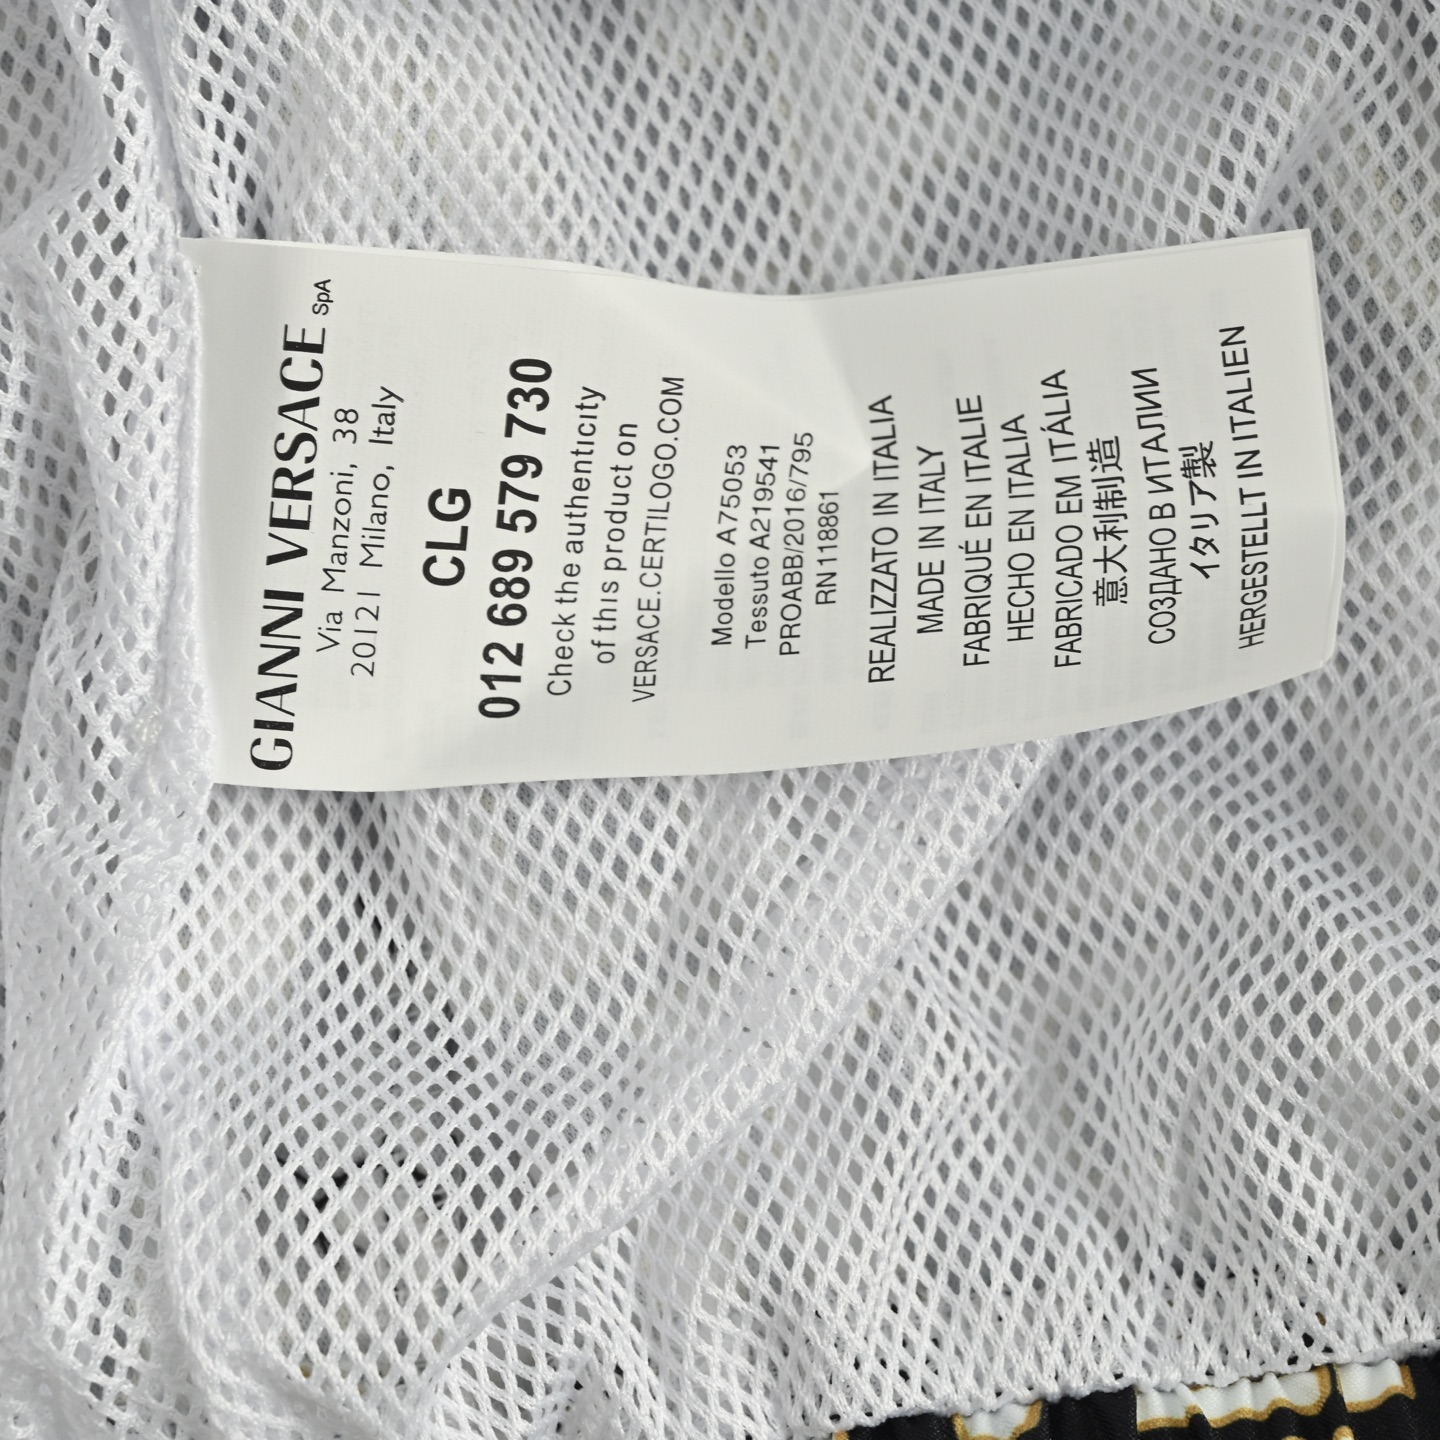 GIANNI VERSACE SpA
Via Manzoni, 38
20121 Milano, Italy
CLG
012 689 579 730
Check the authenticity
of this product on
VERSACE.CERTILOGO.COM
Modello A75053
Tessuto A219541
PROABB/2016/795
RN118861
REALIZZATO IN ITALIA
MADE IN ITALY
FABRIQUÉ EN ITALIE
HECHO EN ITALIA
FABRICADO EM ITÁLIA
意大利制造
СОЗДАНО В ИТАЛИИ
イタリア製
HERGESTELLT IN ITALIEN